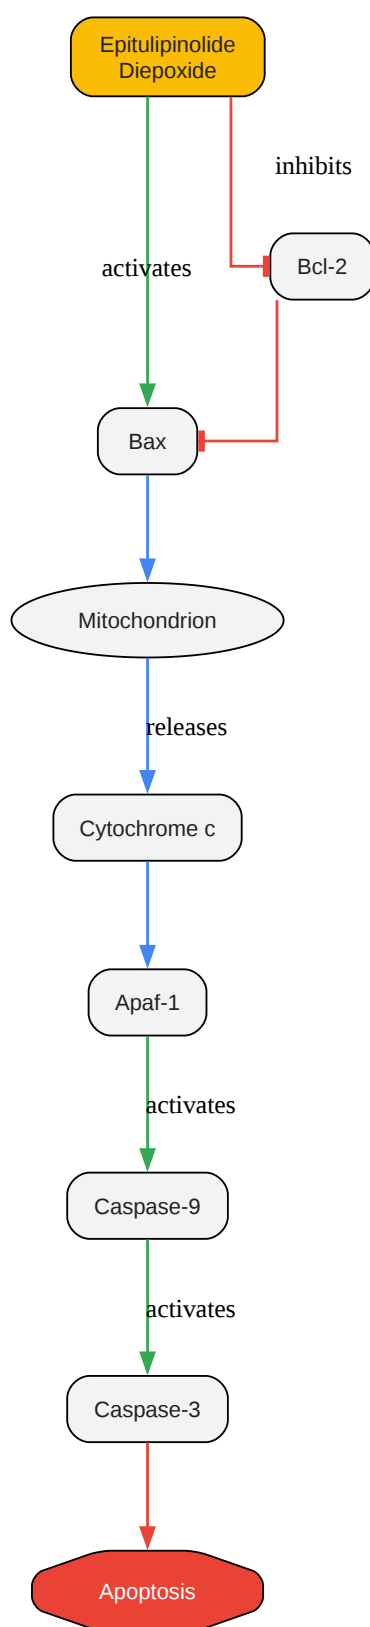 Epitulipinolide
Diepoxide
inhibits
Bcl-2
activates
Bax
Mitochondrion
releases
Cytochrome c
Apaf-1
activates
Caspase-9
activates
Caspase-3
Apoptosis